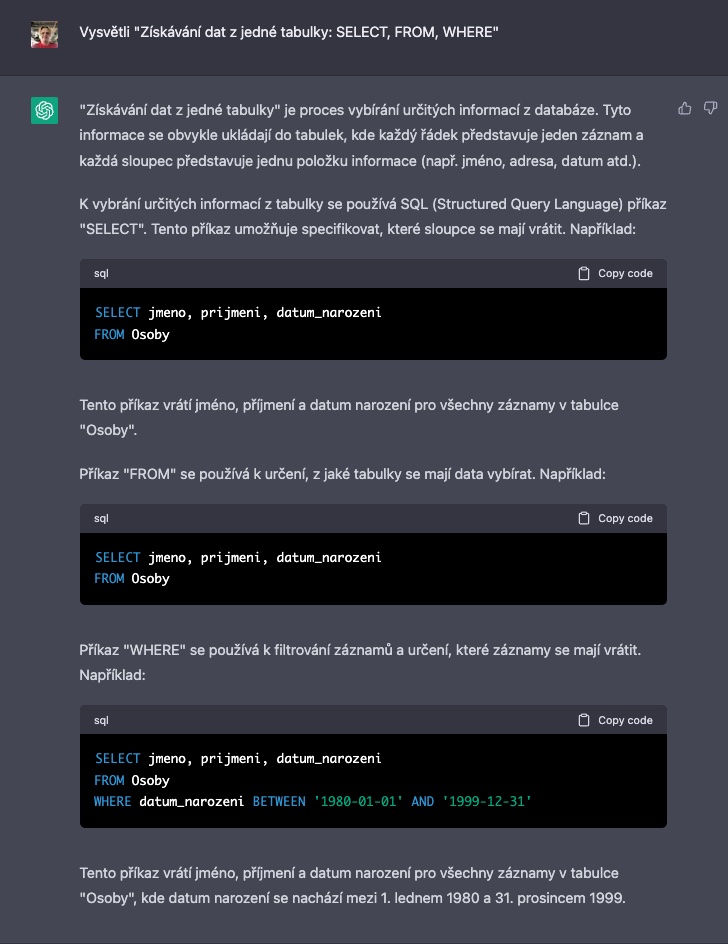 Vysvětli "Získávání dat z jedné tabulky: SELECT, FROM, WHERE"
"Získávání dat z jedné tabulky" je proces vybírání určitých informací z databáze. Tyto
informace se obvykle ukládají do tabulek, kde každý řádek představuje jeden záznam a
každá sloupec představuje jednu položku informace (např. jméno, adresa, datum atd.).
K vybrání určitých informací z tabulky se používá SQL (Structured Query Language) příkaz
"SELECT". Tento příkaz umožňuje specifikovat, které sloupce se mají vrátit. Například:
sql Copy code
SELECT jmeno, prijmeni, datum_narozeni
FROM Osoby
Tento příkaz vrátí jméno, příjmení a datum narození pro všechny záznamy v tabulce
"Osoby".
Příkaz "FROM" se používá k určení, z jaké tabulky se mají data vybírat. Například:
sql Copy code
SELECT jmeno, prijmeni, datum_narozeni
FROM Osoby
Příkaz "WHERE" se používá k filtrování záznamů a určení, které záznamy se mají vrátit.
Například:
sql Copy code
SELECT jmeno, prijmeni, datum_narozeni
FROM Osoby
WHERE datum_narozeni BETWEEN '1980-01-01' AND '1999-12-31'
Tento příkaz vrátí jméno, příjmení a datum narození pro všechny záznamy v tabulce
"Osoby", kde datum narození se nachází mezi 1. lednem 1980 a 31. prosincem 1999.